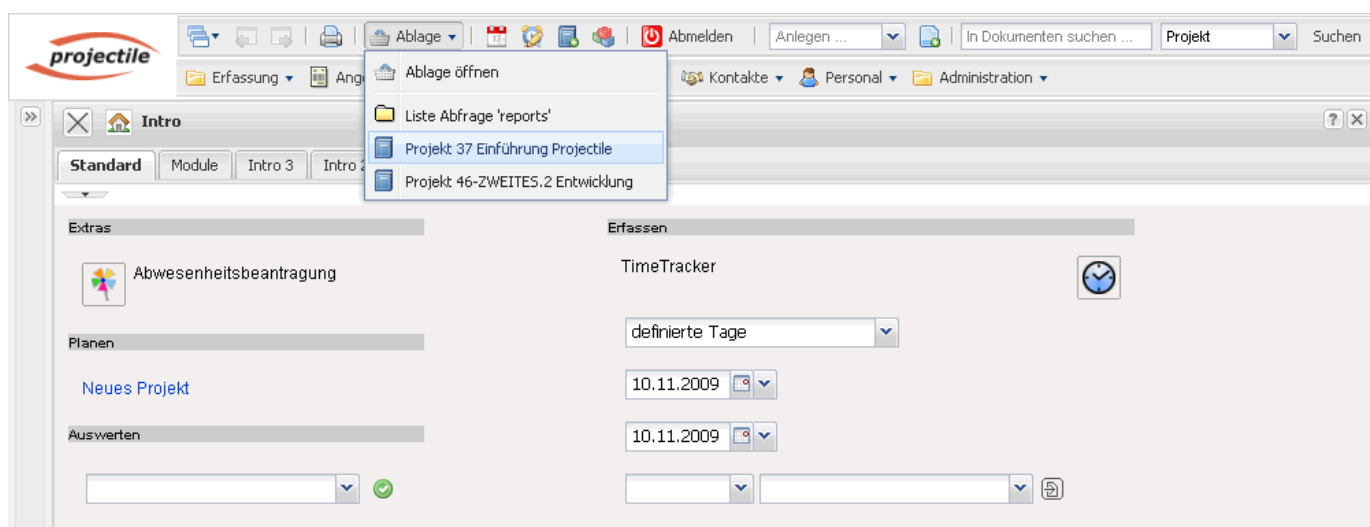 projectile
Ablage
Abmelden
Anlegen ...
In Dokumenten suchen ...
Projekt
Suchen
Erfassung
Ang
Kontakte
Personal
Administration
Ablage öffnen
Liste Abfrage 'reports'
Projekt 37 Einführung Projectile
Projekt 46-ZWEITES.2 Entwicklung
Intro
Standard
Module
Intro 3
Intro 2
Extras
Erfassen
Abwesenheitsbeantragung
TimeTracker
definierte Tage
Planen
Neues Projekt
10.11.2009
Auswerten
10.11.2009